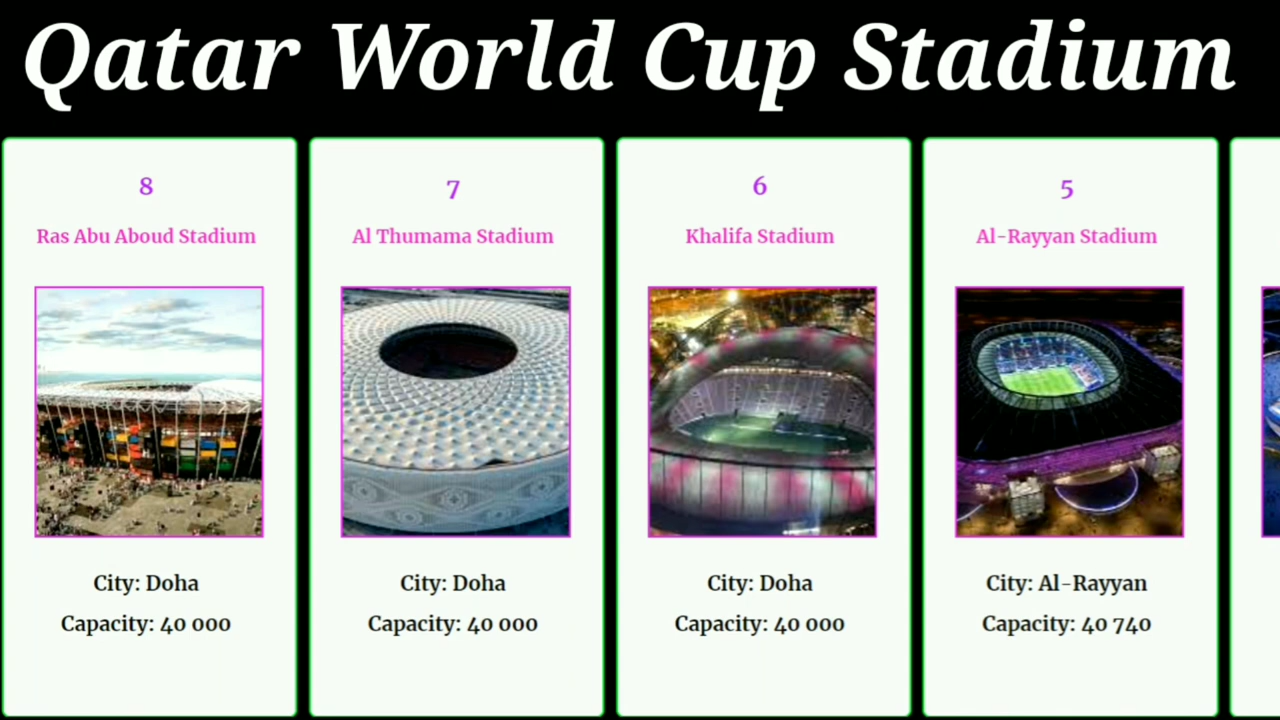 Qatar World Cup Stadium
8
Ras Abu Aboud Stadium
City: Doha
Capacity: 40 000
7
Al Thumama Stadium
City: Doha
Capacity: 40 000
6
Khalifa Stadium
City: Doha
Capacity: 40 000
5
Al-Rayyan Stadium
City: Al-Rayyan
Capacity: 40 740